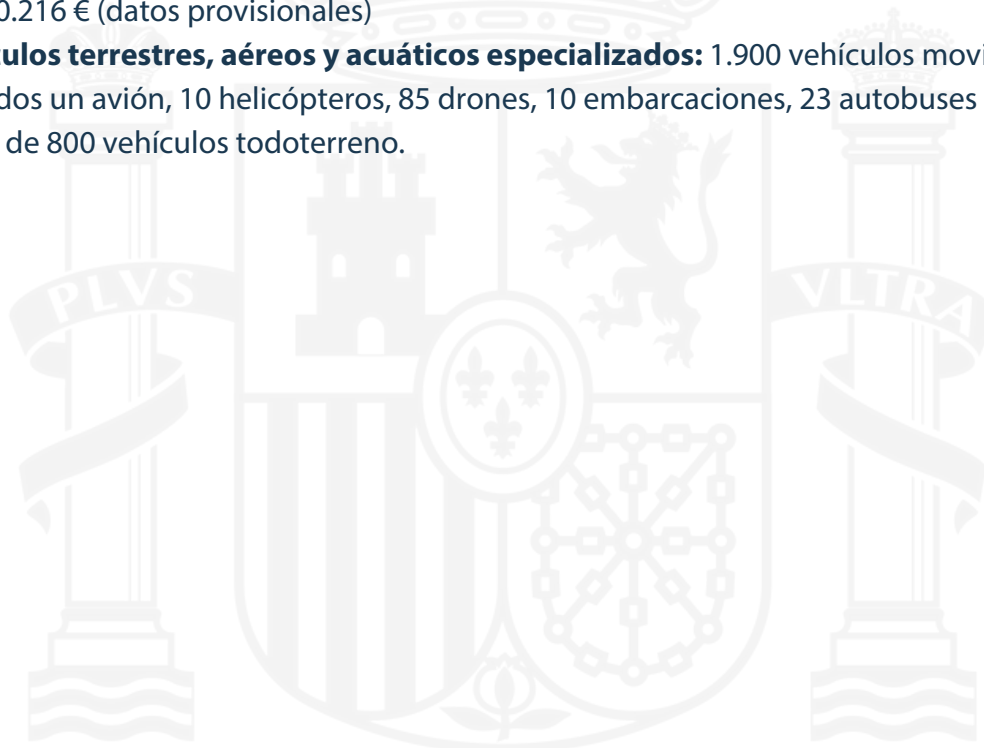 0.216 € (datos provisionales)
ulos terrestres, aéreos y acuáticos especializados: 1.900 vehículos movi
dos un avión, 10 helicópteros, 85 drones, 10 embarcaciones, 23 autobuses
de 800 vehículos todoterreno.
PLVS
VLTRA